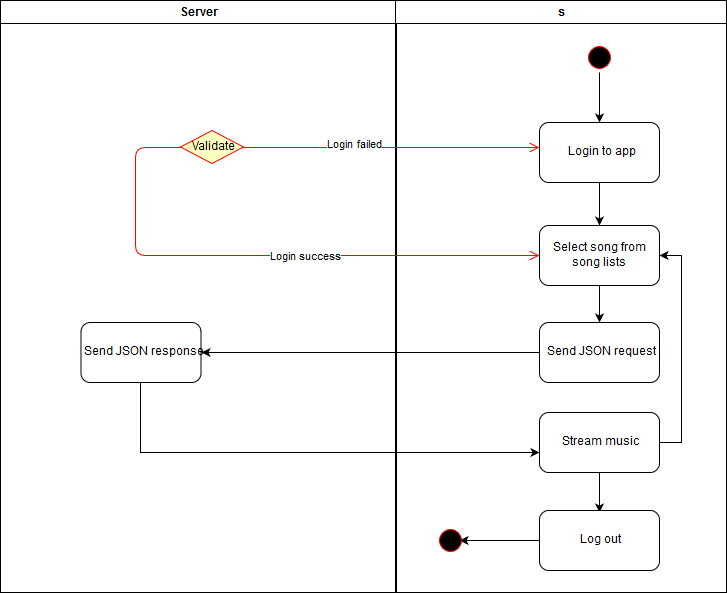 Server
s
Validate
Login failed
Login to app
Login success
Select song from
song lists
Send JSON response
Send JSON request
Stream music
Log out